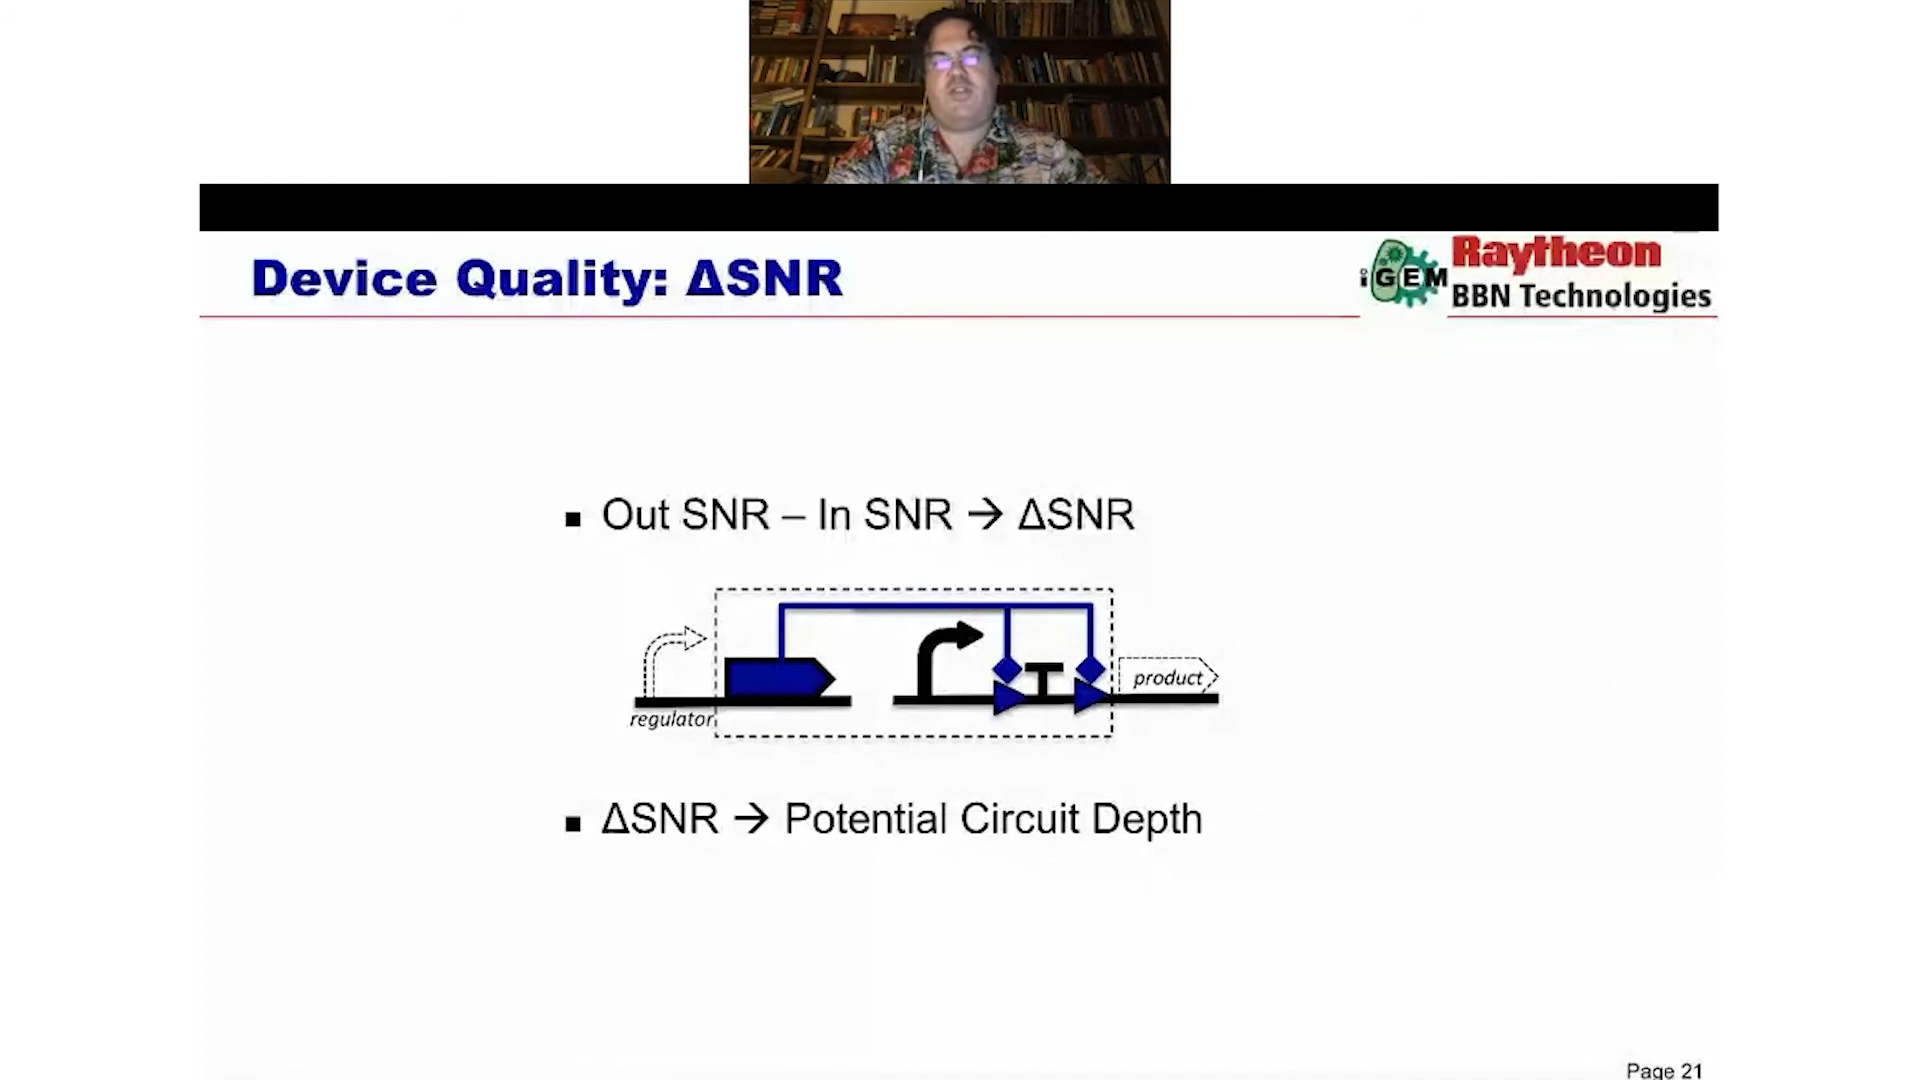 Device Quality: ΔSNR
iGEM
Raytheon
BBN Technologies
▪ Out SNR – In SNR → ΔSNR
regulator
product
▪ ΔSNR → Potential Circuit Depth
Page 21